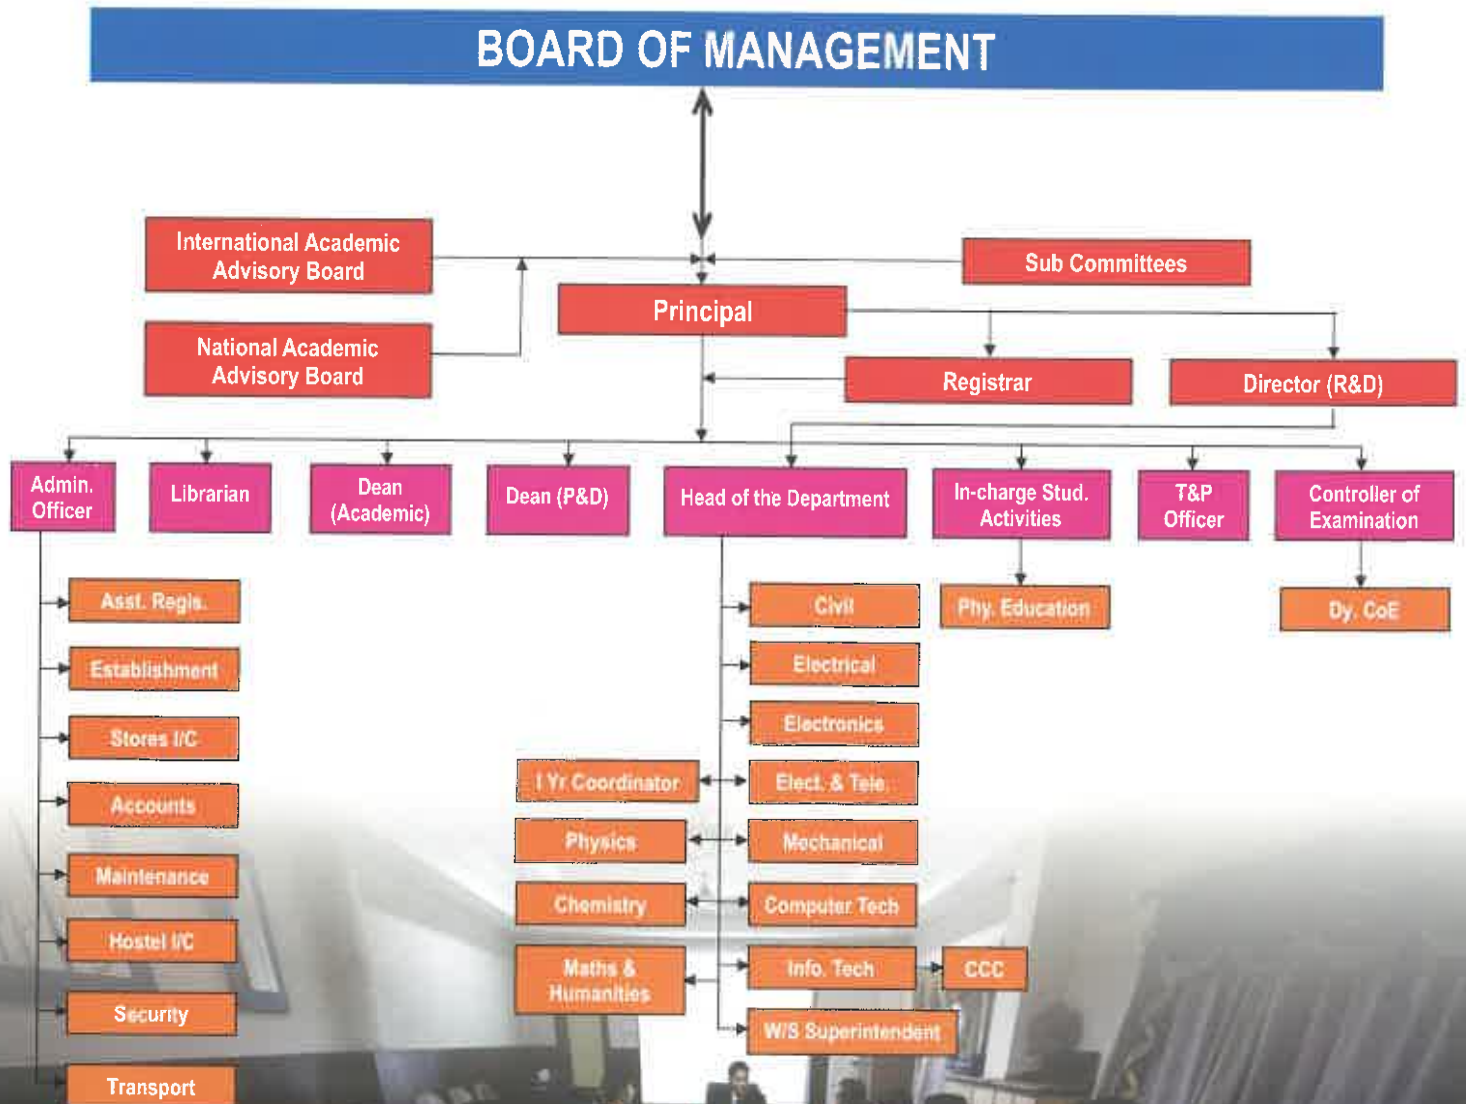 BOARD OF MANAGEMENT
International Academic
Advisory Board
Sub Committees
Principal
National Academic
Advisory Board
Registrar
Director (R&D)
Admin.
Officer
Librarian
Dean
(Academic)
Dean (P&D)
Head of the Department
In-charge Stud.
Activities
T&P
Officer
Controller of
Examination
Asst. Regis.
Establishment
Stores I/C
Accounts
Maintenance
Hostel I/C
Security
Transport
I Yr Coordinator
Physics
Chemistry
Maths &
Humanities
Civil
Electrical
Electronics
Elect. & Tele.
Mechanical
Computer Tech
Info. Tech
CCC
W/S Superintendent
Phy. Education
Dy. CoE